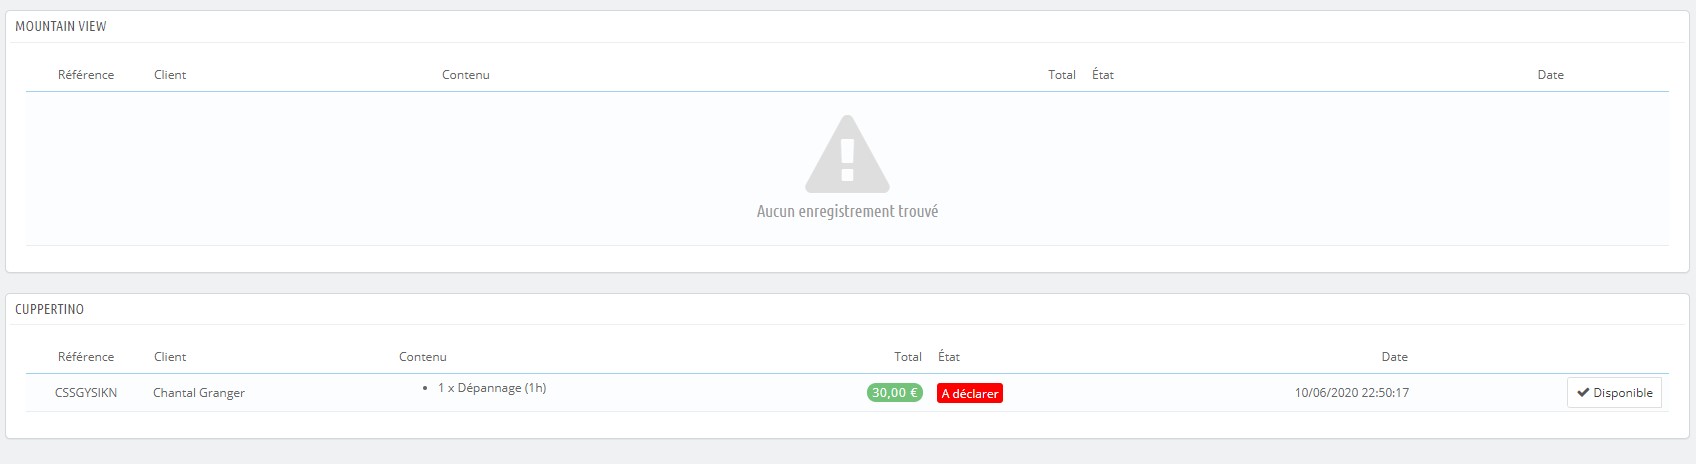 MOUNTAIN VIEW
Référence Client Contenu Total État Date
Aucun enregistrement trouvé
CUPPERTINO
Référence Client Contenu Total État Date
CSSGYSIKN Chantal Granger • 1 x Dépannage (1h) 30,00 € A déclarer 10/06/2020 22:50:17 Disponible